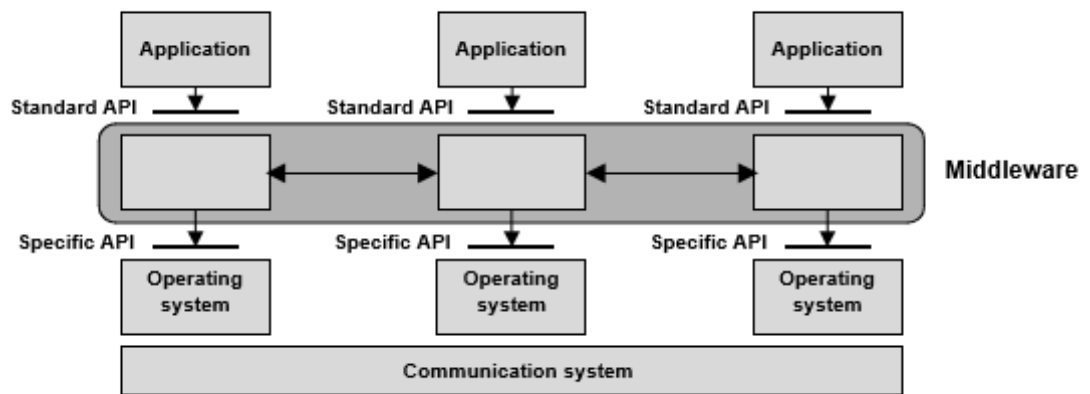 Application
Application
Application
Standard API
Standard API
Standard API
Middleware
Specific API
Specific API
Specific API
Operating
system
Operating
system
Operating
system
Communication system